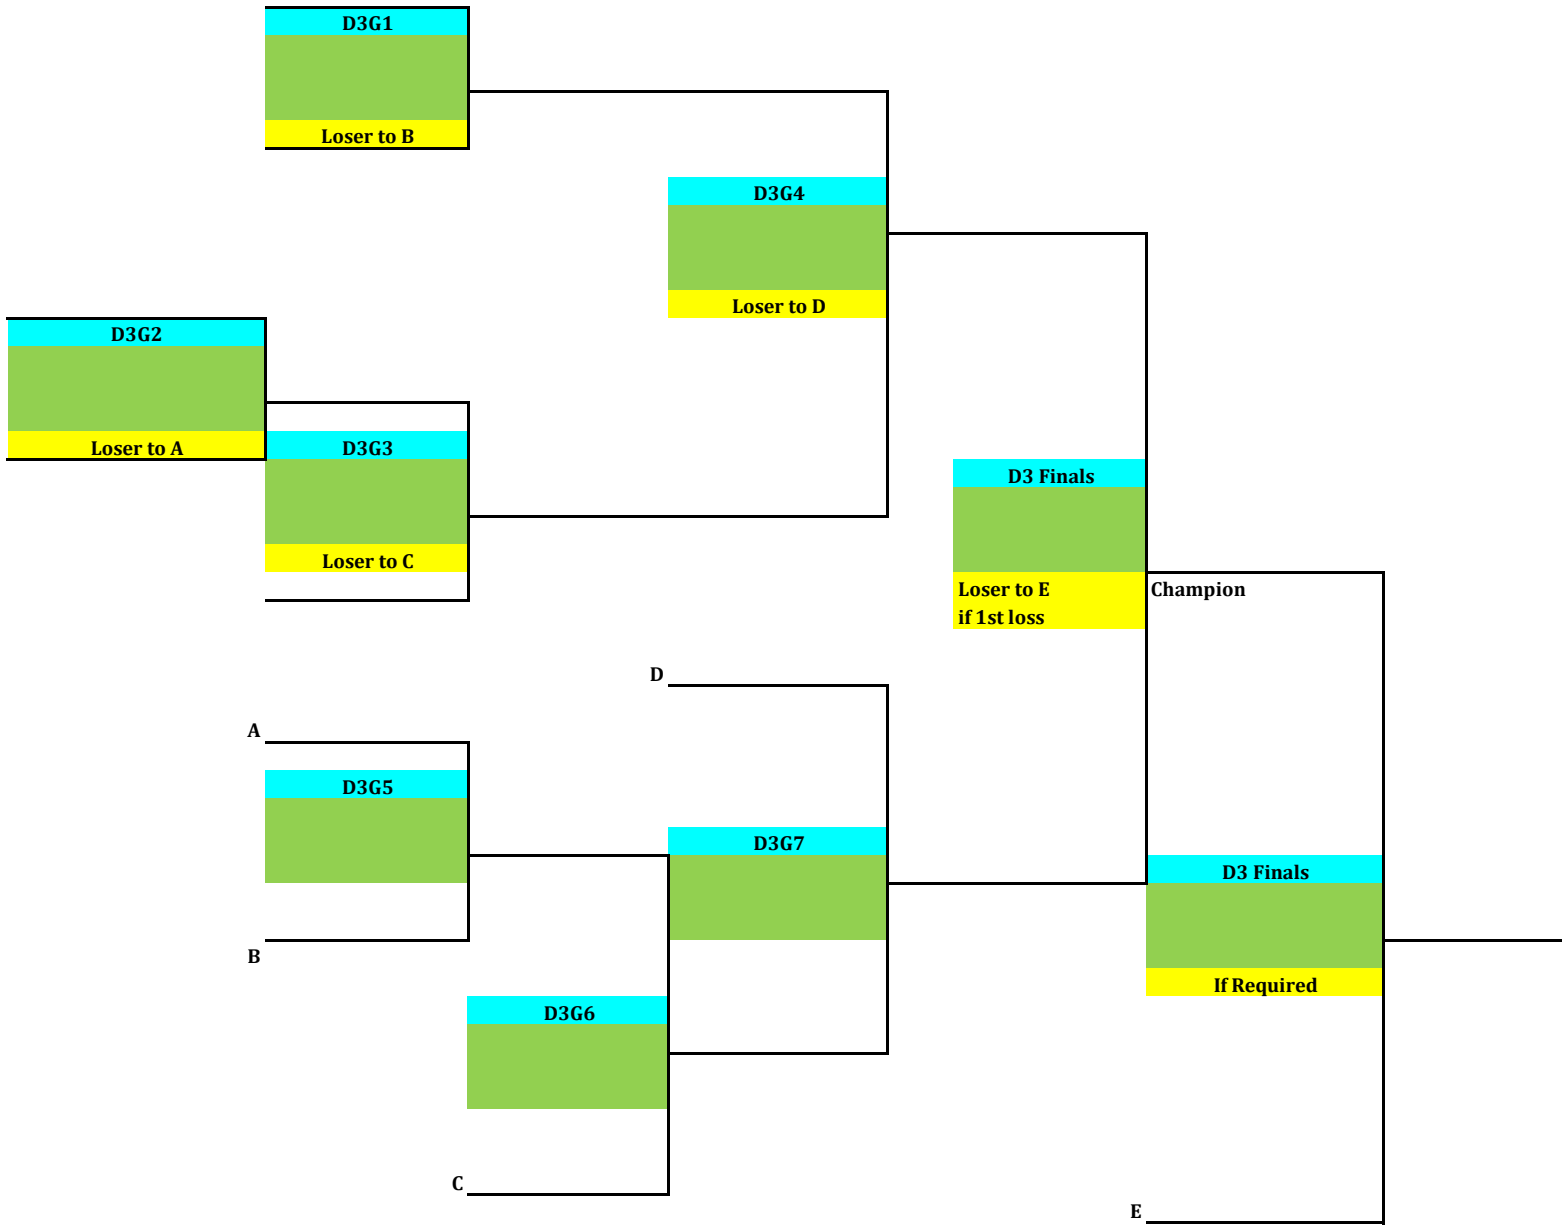 D3G1
Loser to B
D3G4
Loser to D
D3G2
Loser to A
D3G3
Loser to C
D3 Finals
Loser to E
if 1st loss
Champion
D
A
D3G5
B
D3G7
D3 Finals
If Required
D3G6
C
E